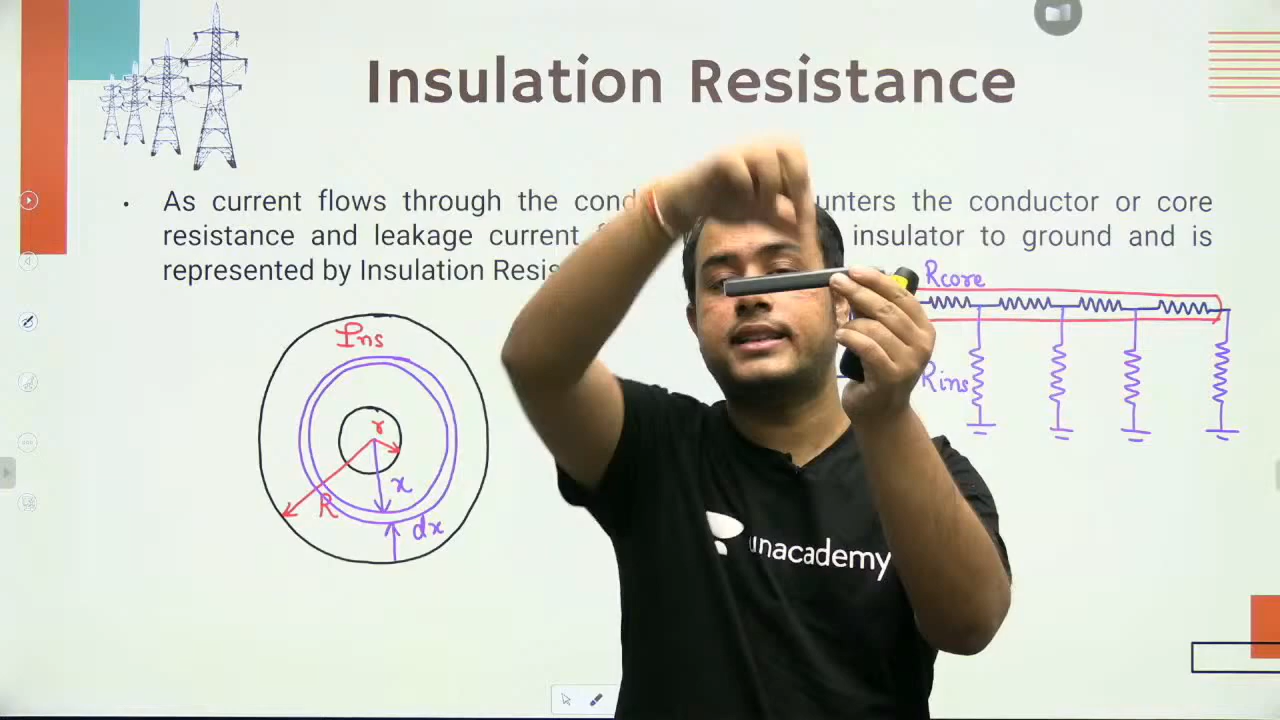 Insulation Resistance
• As current flows through the cond unters the conductor or core
resistance and leakage current insulator to ground and is
represented by Insulation Resis
Rcore
Ins
r
Rins
x
R
dx
unacademy